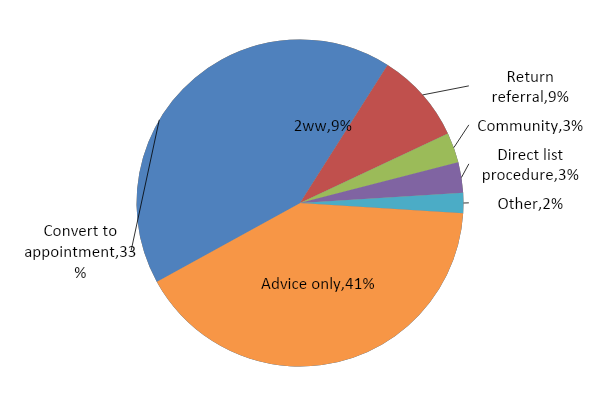 Return
referral,9%
2ww,9%
Community,3%
Direct list
procedure,3%
Other,2%
Convert to
appointment,33
%
Advice only,41%